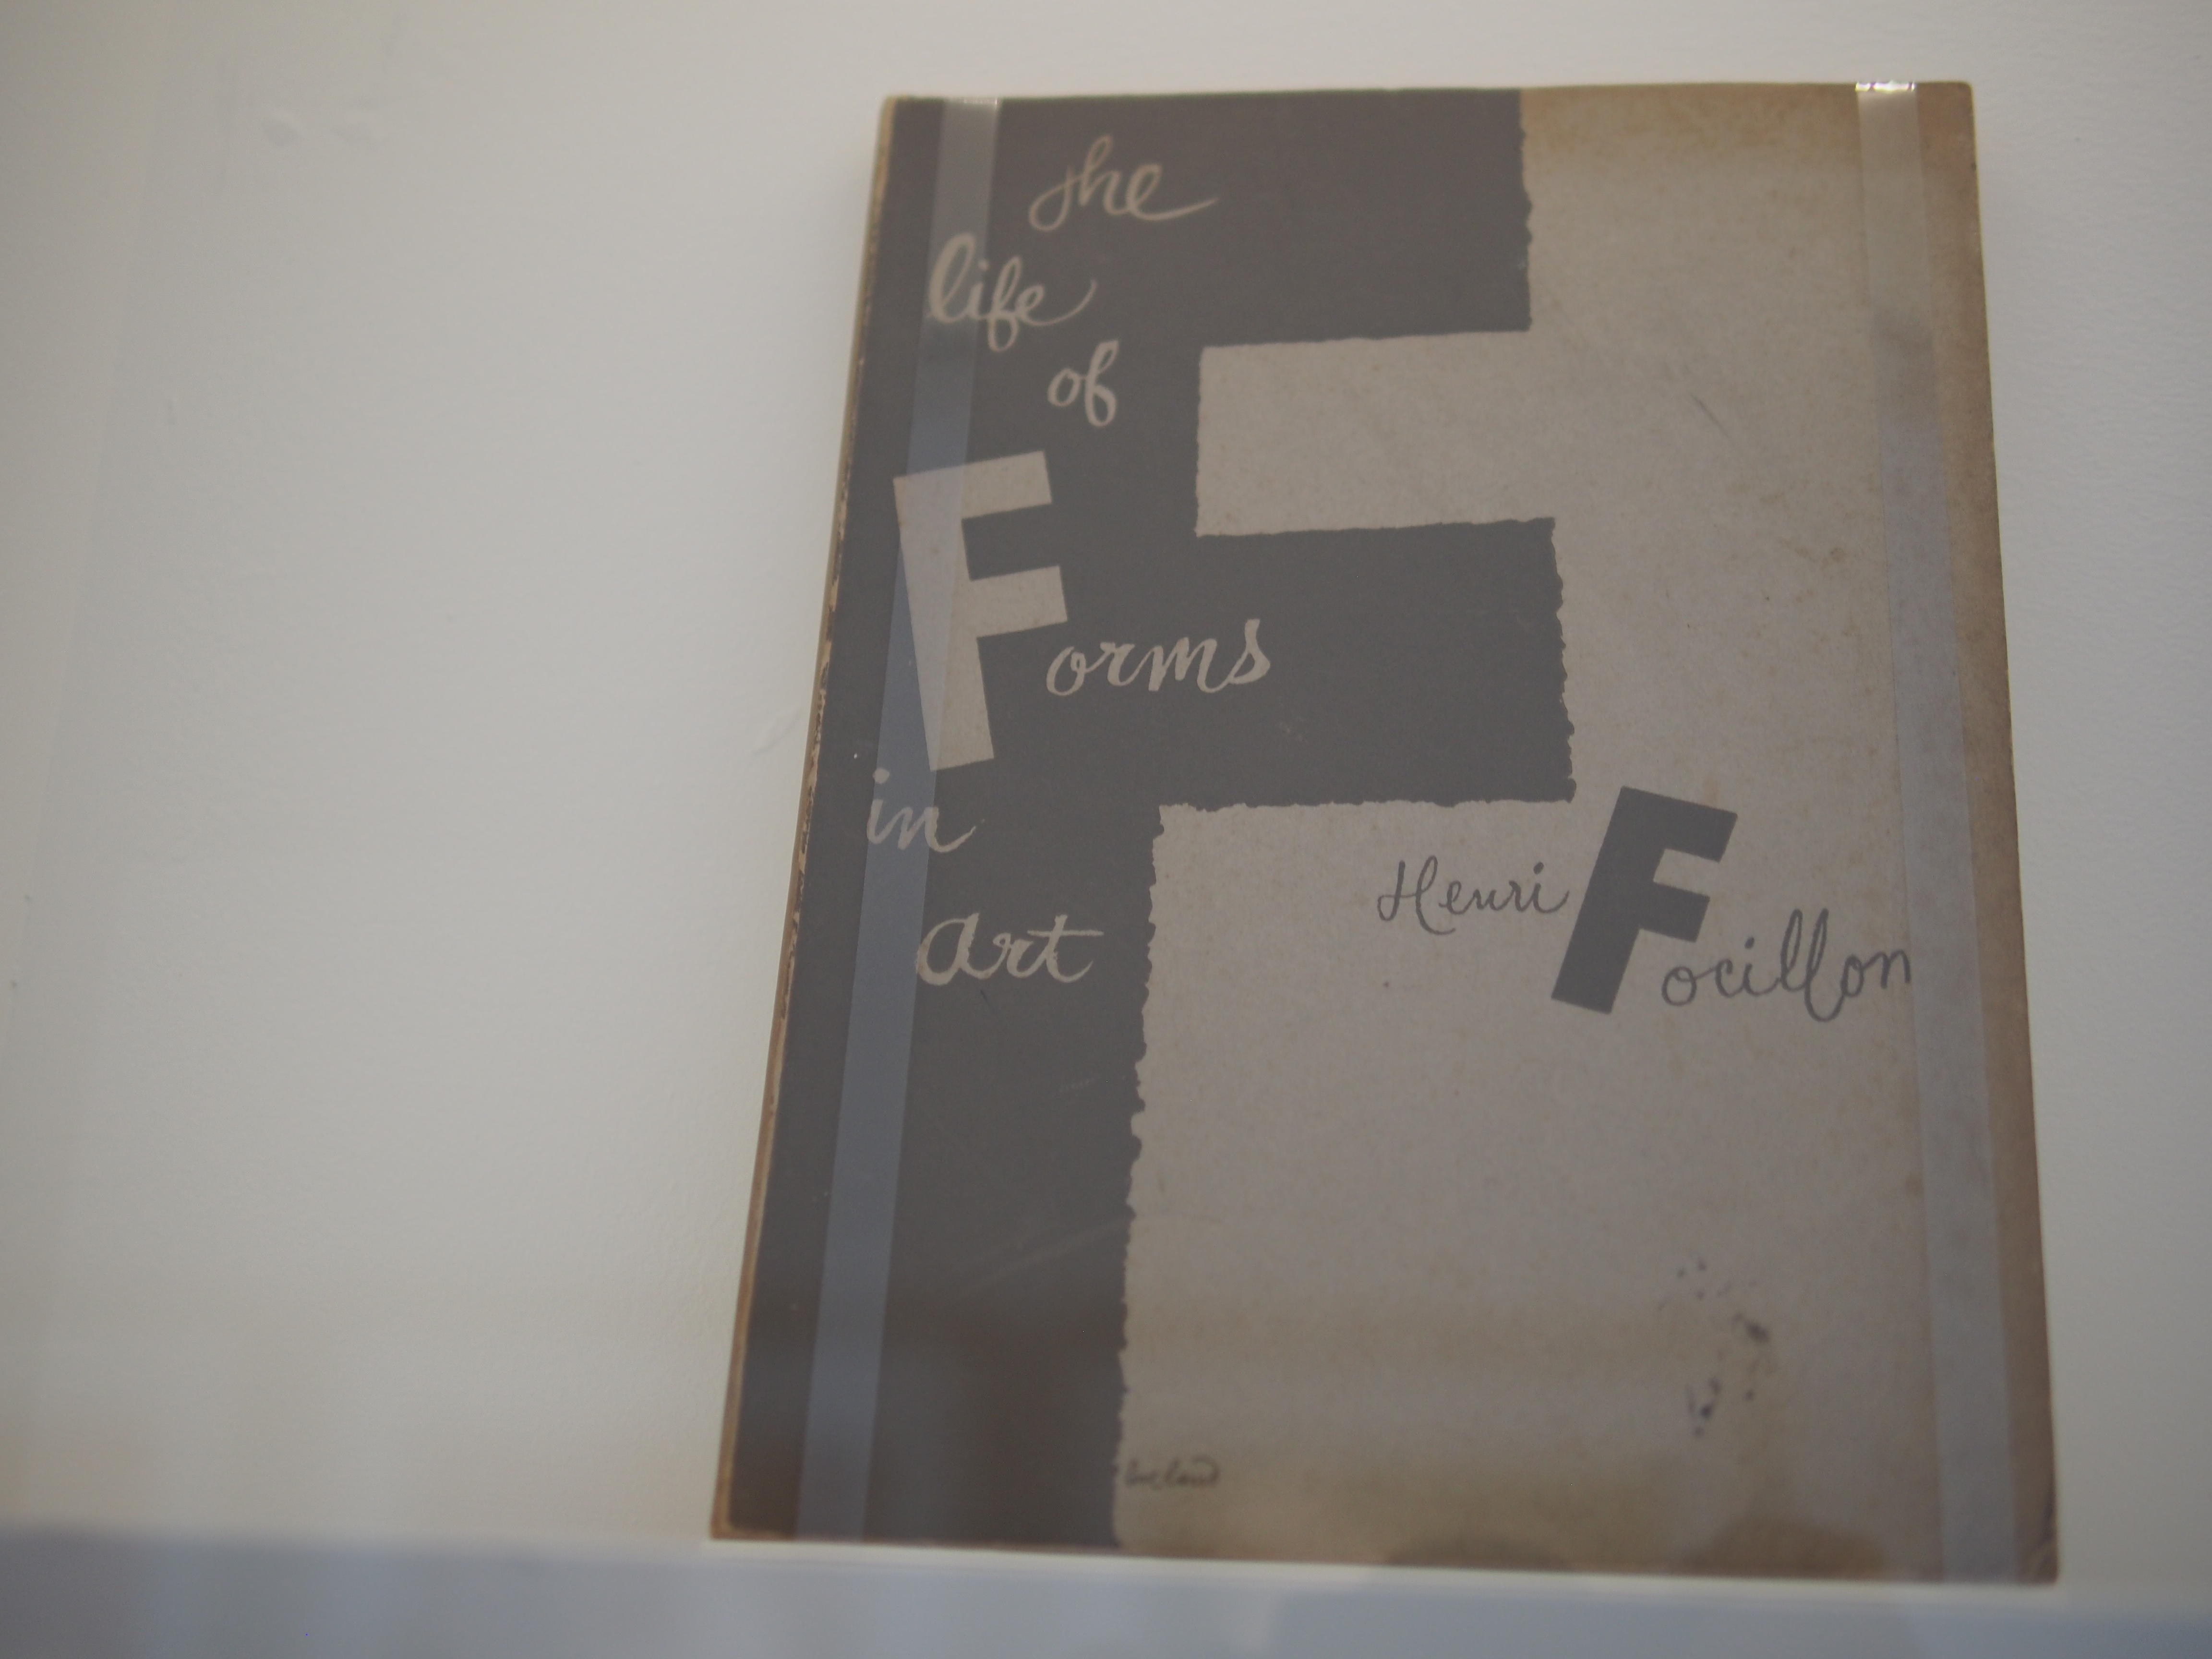 the
life
of
Forms
in
art
Henri Focillon